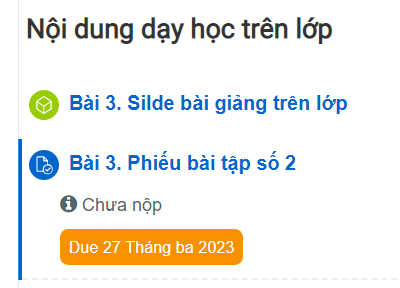 Nội dung dạy học trên lớp
Bài 3. Silde bài giảng trên lớp
Bài 3. Phiếu bài tập số 2
Chưa nộp
Due 27 Tháng ba 2023